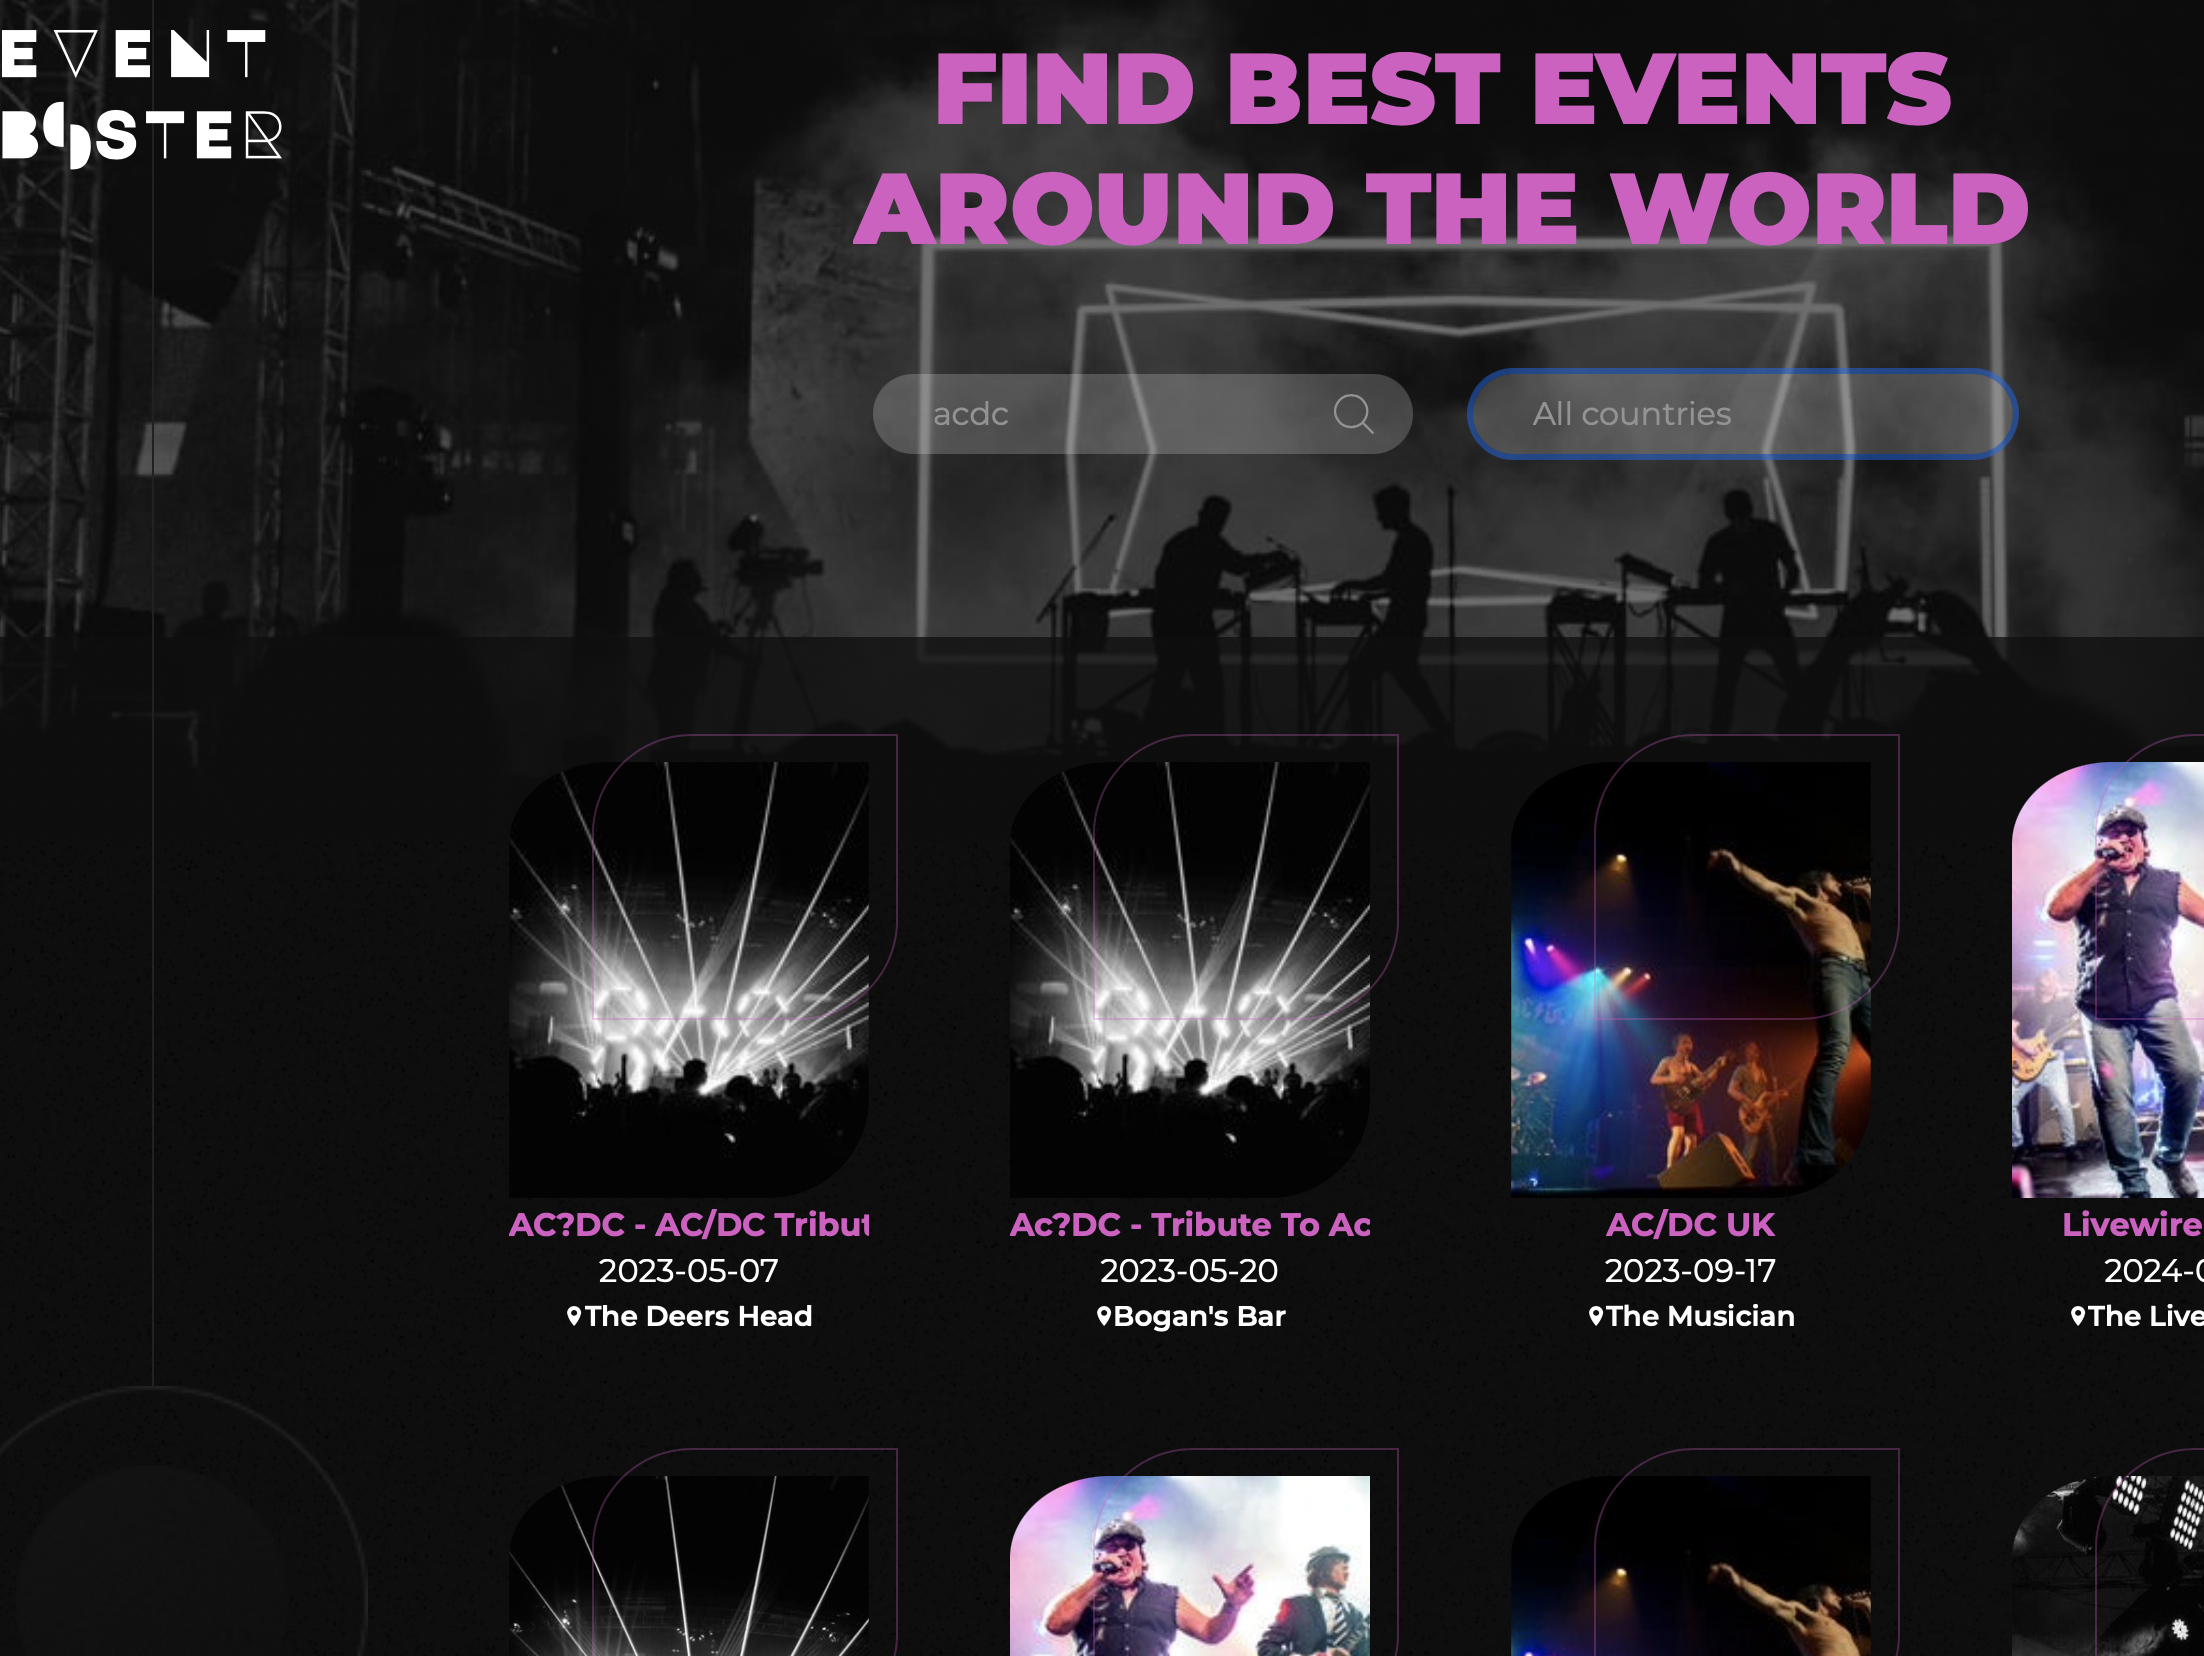 EVENT
BOOSTER
FIND BEST EVENTS
AROUND THE WORLD
acdc
All countries
AC?DC - AC/DC Tribut
Ac?DC - Tribute To Ac
AC/DC UK
Livewire
2023-05-07
2023-05-20
2023-09-17
2024-0
The Deers Head
Bogan's Bar
The Musician
The Live